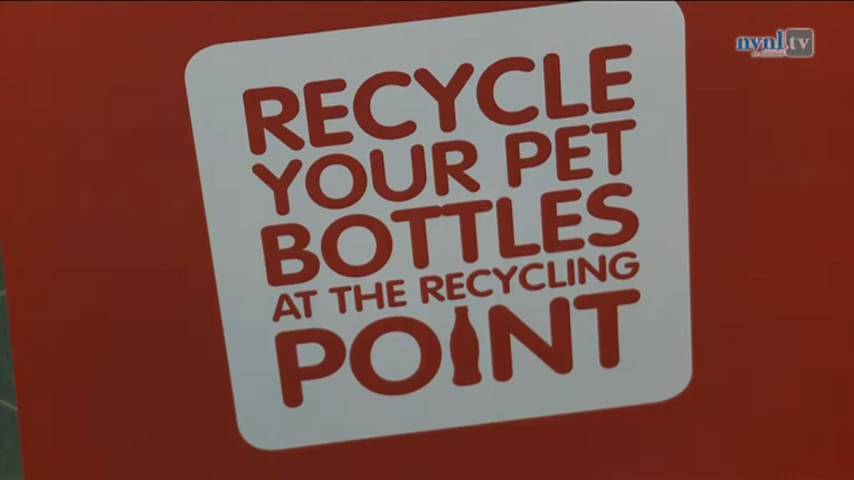 nvnl.tv
RECYCLE
YOUR PET
BOTTLES
AT THE RECYCLING
POINT